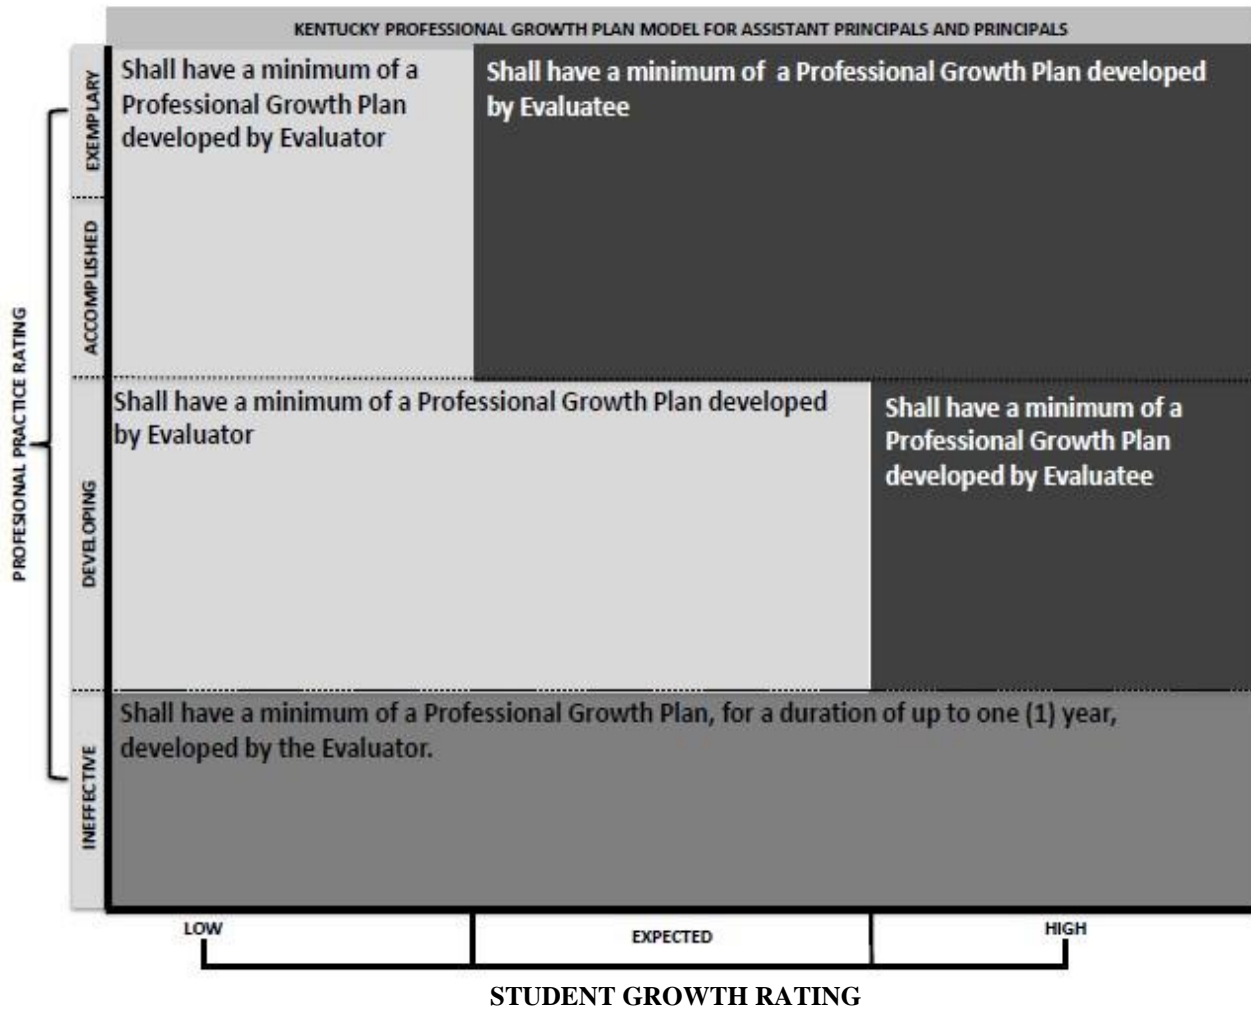 KENTUCKY PROFESSIONAL GROWTH PLAN MODEL FOR ASSISTANT PRINCIPALS AND PRINCIPALS
PROFESIONAL PRACTICE RATING
EXEMPLARY
Shall have a minimum of a
Professional Growth Plan
developed by Evaluator
Shall have a minimum of a Professional Growth Plan developed
by Evaluatee
ACCOMPLISHED
DEVELOPING
Shall have a minimum of a Professional Growth Plan developed
by Evaluator
Shall have a minimum of a
Professional Growth Plan
developed by Evaluatee
INEFFECTIVE
Shall have a minimum of a Professional Growth Plan, for a duration of up to one (1) year,
developed by the Evaluator.
LOW
EXPECTED
HIGH
STUDENT GROWTH RATING